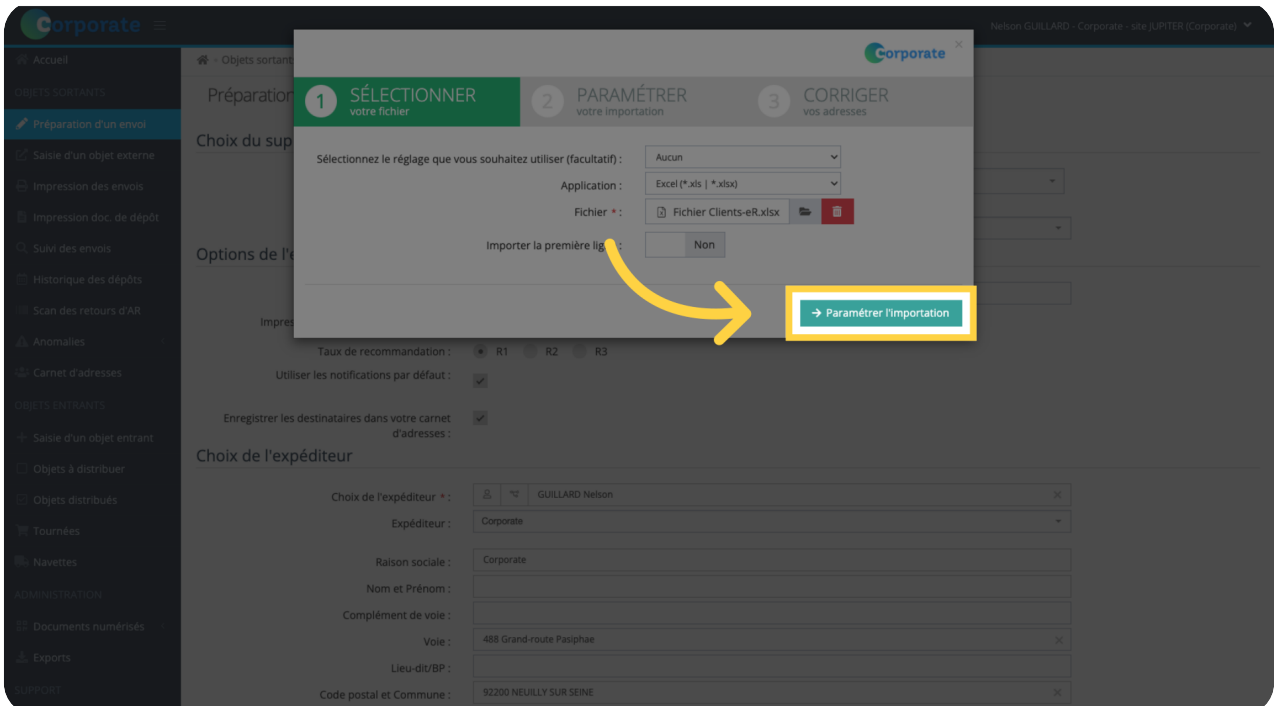 Corporate
Nelson GUILLARD - Corporate - site jUPITER (Corporate)
Accueil
OBJETS SORTANTS
Préparation d'un envoi
Saisie d'un objet externe
Impression des envois
Impression doc. de dépôt
Suivi des envois
Historique des dépôts
Scan des retours d'AR
Anomalies
Carnet d'adresses
OBJETS ENTRANTS
Saisie d'un objet entrant
Objets à distribuer
Objets distribués
Tournées
Navettes
ADMINISTRATION
Documents numérisés
Exports
SUPPORT
- Objets sortant
Préparation
Choix du sup
Options de l'e
Impres
Corporate ×
1 SÉLECTIONNER
votre fichier
2 PARAMÉTRER
votre importation
3 CORRIGER
vos adresses
Sélectionnez le réglage que vous souhaitez utiliser (facultatif) : Aucun
Application : Excel (*.xls | *.xlsx)
Fichier * : Fichier Clients-eR.xlsx
Importer la première lig : Non
→ Paramétrer l'importation
Taux de recommandation : R1 R2 R3
Utiliser les notifications par défaut :
Enregistrer les destinataires dans votre carnet
d'adresses :
Choix de l'expéditeur
Choix de l'expéditeur * : GUILLARD Nelson ×
Expéditeur : Corporate
Raison sociale : Corporate
Nom et Prénom :
Complément de voie :
Voie : 488 Grand-route Pasiphae ×
Lieu-dit/BP :
Code postal et Commune : 92200 NEUILLY SUR SEINE ×